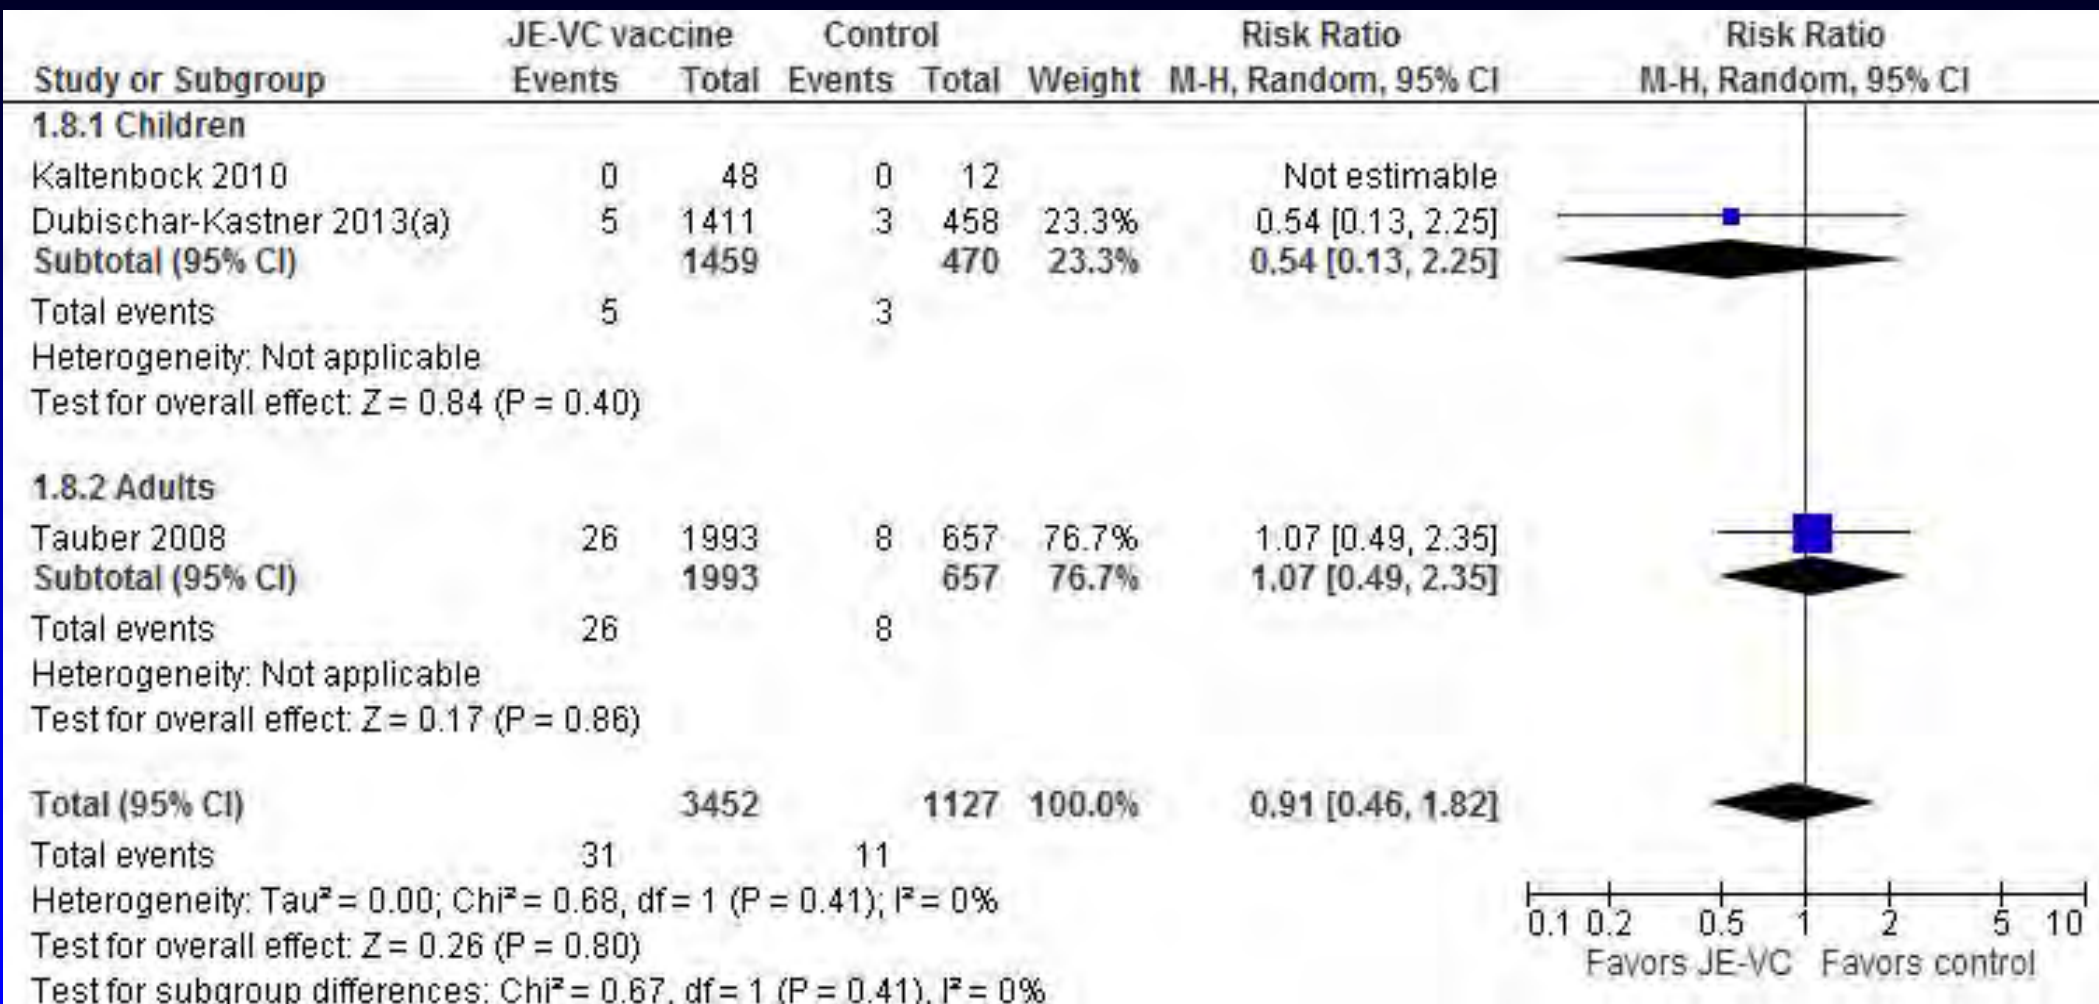 JE-VC vaccine Control Risk Ratio Risk Ratio
Study or Subgroup Events Total Events Total Weight M-H, Random, 95% CI M-H, Random, 95% CI
1.8.1 Children
Kaltenbock 2010 0 48 0 12 Not estimable
Dubischar-Kastner 2013(a) 5 1411 3 458 23.3% 0.54 [0.13, 2.25]
Subtotal (95% CI) 1459 470 23.3% 0.54 [0.13, 2.25]
Total events 5 3
Heterogeneity: Not applicable
Test for overall effect: Z = 0.84 (P = 0.40)
1.8.2 Adults
Tauber 2008 26 1993 8 657 76.7% 1.07 [0.49, 2.35]
Subtotal (95% CI) 1993 657 76.7% 1.07 [0.49, 2.35]
Total events 26 8
Heterogeneity: Not applicable
Test for overall effect: Z = 0.17 (P = 0.86)
Total (95% CI) 3452 1127 100.0% 0.91 [0.46, 1.82]
Total events 31 11
Heterogeneity: Tau² = 0.00; Chi² = 0.68, df = 1 (P = 0.41); I² = 0%
Test for overall effect: Z = 0.26 (P = 0.80)
Test for subgroup differences: Chi² = 0.67, df = 1 (P = 0.41), I² = 0%
0.1 0.2 0.5 1 2 5 10
Favors JE-VC Favors control